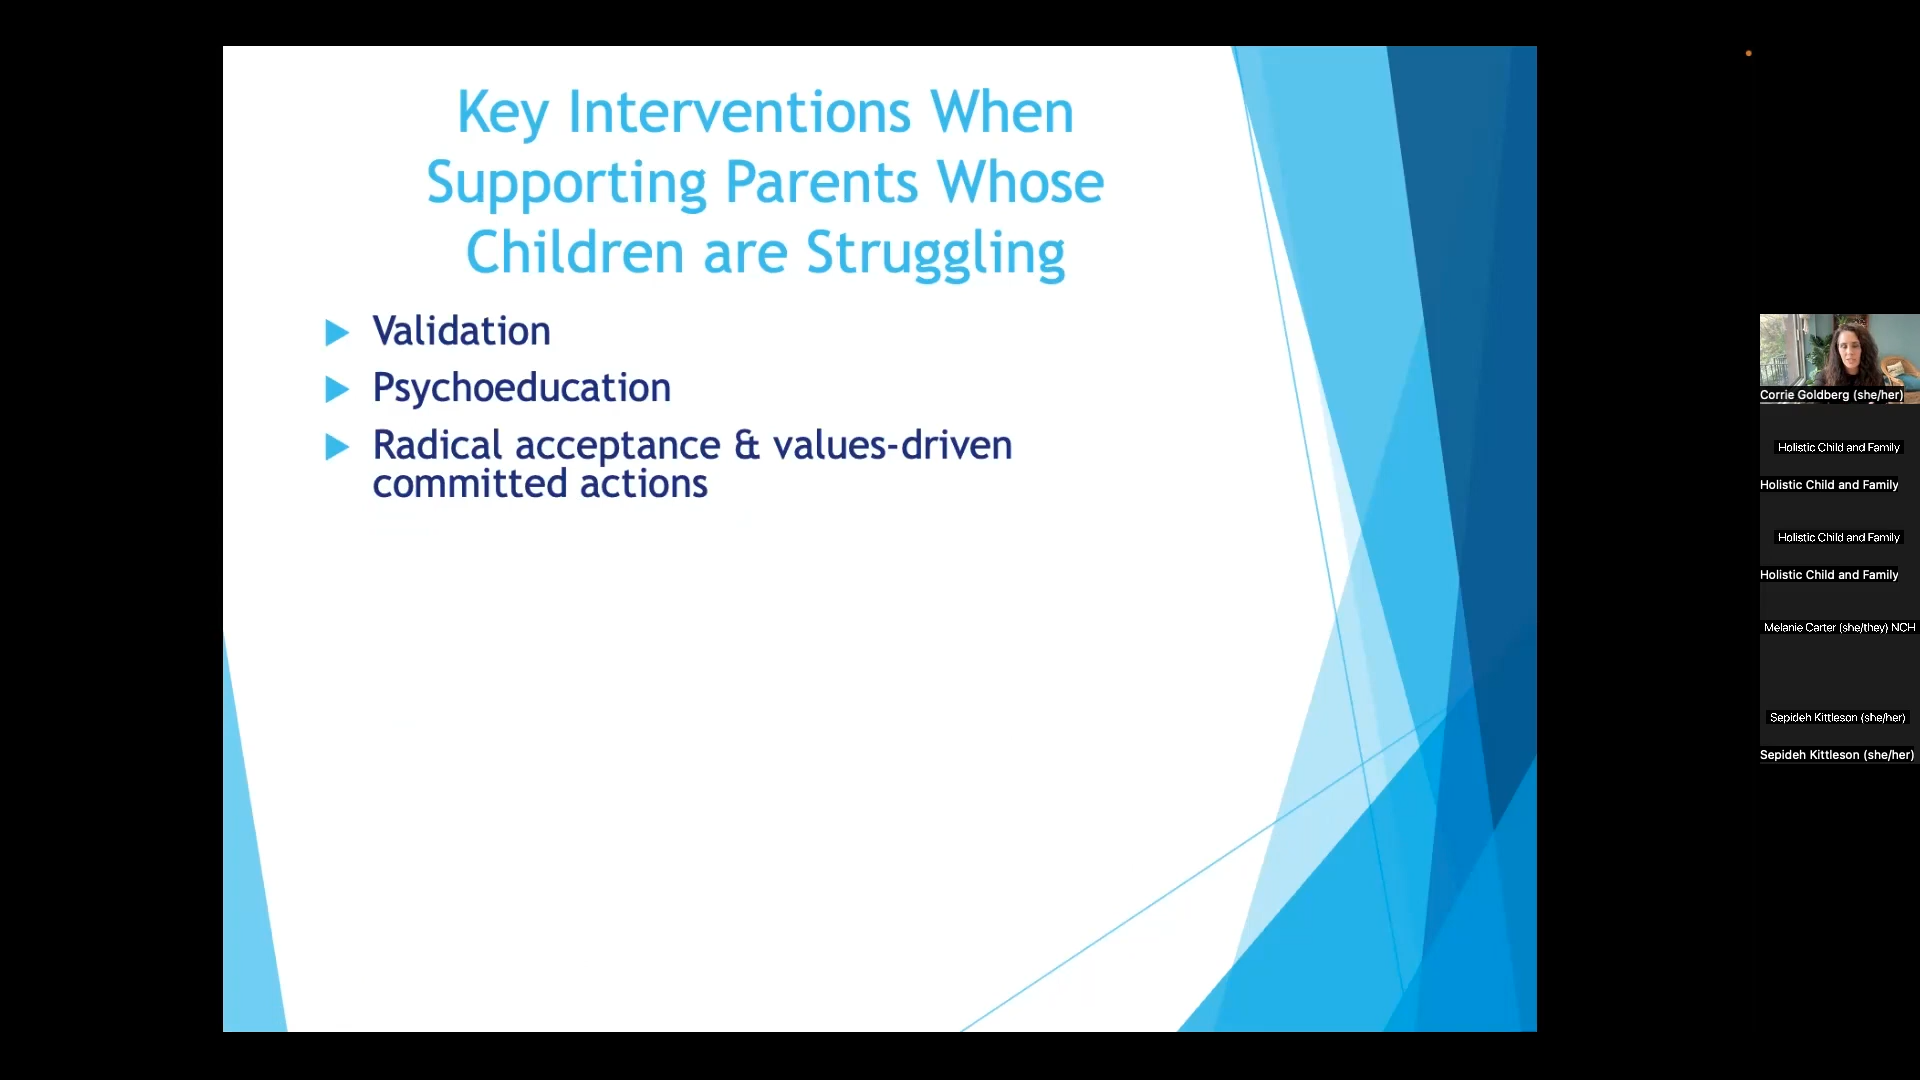 Key Interventions When
Supporting Parents Whose
Children are Struggling
Validation
Psychoeducation
Radical acceptance & values-driven
committed actions
Corrie Goldberg (she/her)
Holistic Child and Family
Holistic Child and Family
Holistic Child and Family
Holistic Child and Family
Melanie Carter (she/they) NCH
Sepideh Kittleson (she/her)
Sepideh Kittleson (she/her)